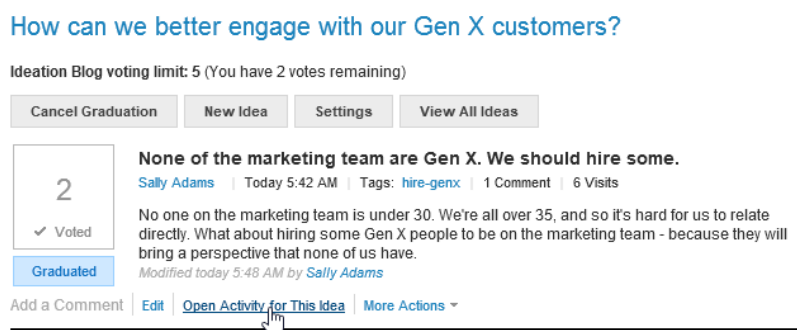 How can we better engage with our Gen X customers?
Ideation Blog voting limit: 5 (You have 2 votes remaining)
Cancel Graduation New Idea Settings View All Ideas
None of the marketing team are Gen X. We should hire some.
2
Sally Adams | Today 5:42 AM | Tags: hire-genx | 1 Comment | 6 Visits
✓ Voted
No one on the marketing team is under 30. We're all over 35, and so it's hard for us to relate
directly. What about hiring some Gen X people to be on the marketing team - because they will
bring a perspective that none of us have.
Graduated
Modified today 5:48 AM by Sally Adams
Add a Comment | Edit | Open Activity for This Idea | More Actions